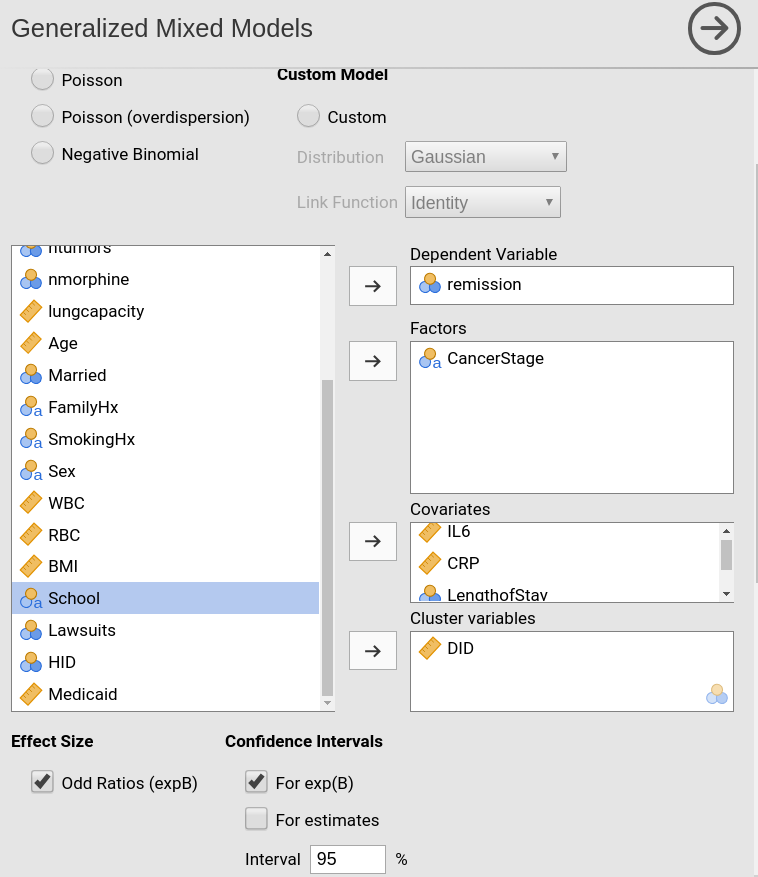 Generalized Mixed Models
Poisson
Custom Model
Poisson (overdispersion)
Custom
Negative Binomial
Distribution
Gaussian
Link Function
Identity
ntumors
nmorphine
lungcapacity
Age
Married
FamilyHx
SmokingHx
Sex
WBC
RBC
BMI
School
Lawsuits
HID
Medicaid
Dependent Variable
remission
Factors
CancerStage
Covariates
IL6
CRP
LengthofStay
Cluster variables
DID
Effect Size
Odd Ratios (expB)
Confidence Intervals
For exp(B)
For estimates
Interval 95 %